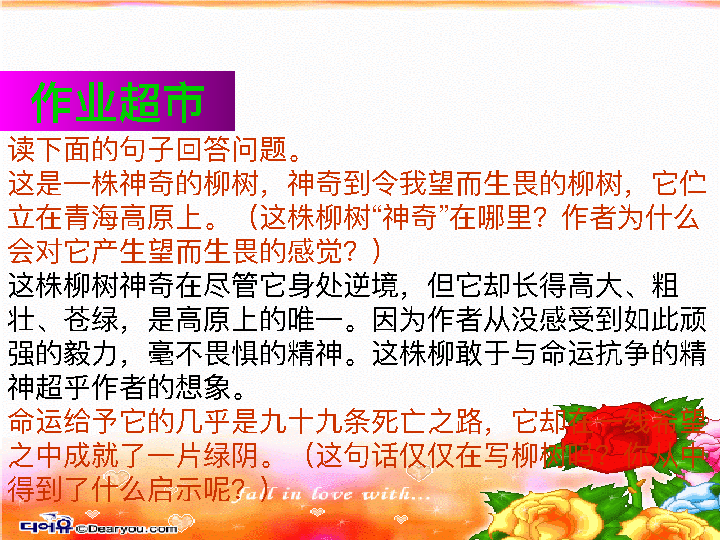 作业超市
读下面的句子回答问题。
这是一株神奇的柳树，神奇到令我望而生畏的柳树，它伫
立在青海高原上。（这株柳树“神奇”在哪里？作者为什么
会对它产生望而生畏的感觉？）
这株柳树神奇在尽管它身处逆境，但它却长得高大、粗
壮、苍绿，是高原上的唯一。因为作者从没感受到如此顽
强的毅力，毫不畏惧的精神。这株柳敢于与命运抗争的精
神超乎作者的想象。
命运给予它的几乎是九十九条死亡之路，它却在一线希望
之中成就了一片绿阴。（这句话仅仅在写柳树吗？你从中
得到了什么启示呢？）
fall in love with...
디어유 ©Dearyou.com